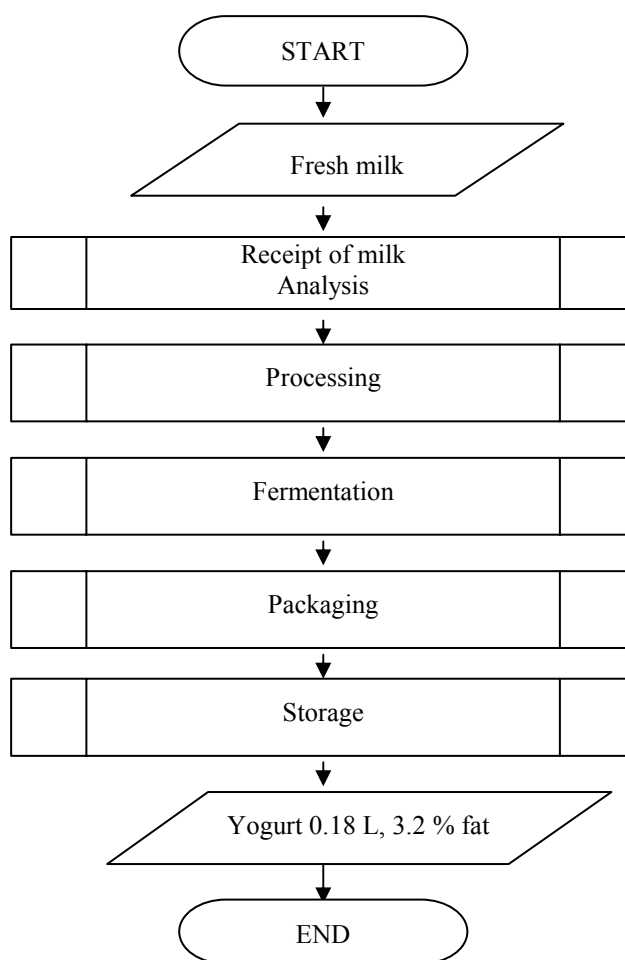 START
Fresh milk
Receipt of milk
Analysis
Processing
Fermentation
Packaging
Storage
Yogurt 0.18 L, 3.2 % fat
END